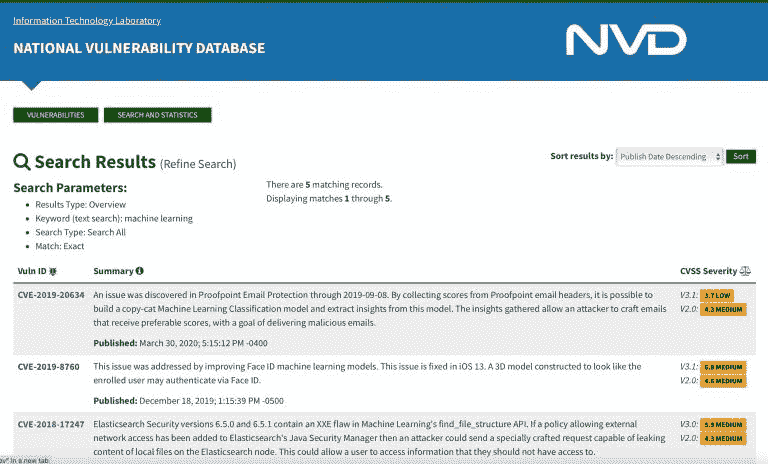 Information Technology Laboratory
NATIONAL VULNERABILITY DATABASE
NVD
VULNERABILITIES
SEARCH AND STATISTICS
Search Results (Refine Search)
Sort results by: Publish Date Descending Sort
Search Parameters:
There are 5 matching records.
Displaying matches 1 through 5.
Results Type: Overview
Keyword (text search): machine learning
Search Type: Search All
Match: Exact
Vuln ID Summary CVSS Severity
CVE-2019-20634 An issue was discovered in Proofpoint Email Protection through 2019-09-08. By collecting scores from Proofpoint email headers, it is possible to V3.1: 3.7 LOW
build a copy-cat Machine Learning Classification model and extract insights from this model. The insights gathered allow an attacker to craft emails V2.0: 4.3 MEDIUM
that receive preferable scores, with a goal of delivering malicious emails.
Published: March 30, 2020; 5:15:12 PM -0400
CVE-2019-8760 This issue was addressed by improving Face ID machine learning models. This issue is fixed in iOS 13. A 3D model constructed to look like the V3.1: 6.8 MEDIUM
enrolled user may authenticate via Face ID. V2.0: 4.6 MEDIUM
Published: December 18, 2019; 1:15:39 PM -0500
CVE-2018-17247 Elasticsearch Security versions 6.5.0 and 6.5.1 contain an XXE flaw in Machine Learning's find_file_structure API. If a policy allowing external V3.0: 5.9 MEDIUM
network access has been added to Elasticsearch's Java Security Manager then an attacker could send a specially crafted request capable of leaking V2.0: 4.3 MEDIUM
content of local files on the Elasticsearch node. This could allow a user to access information that they should not have access to.
in a new tab